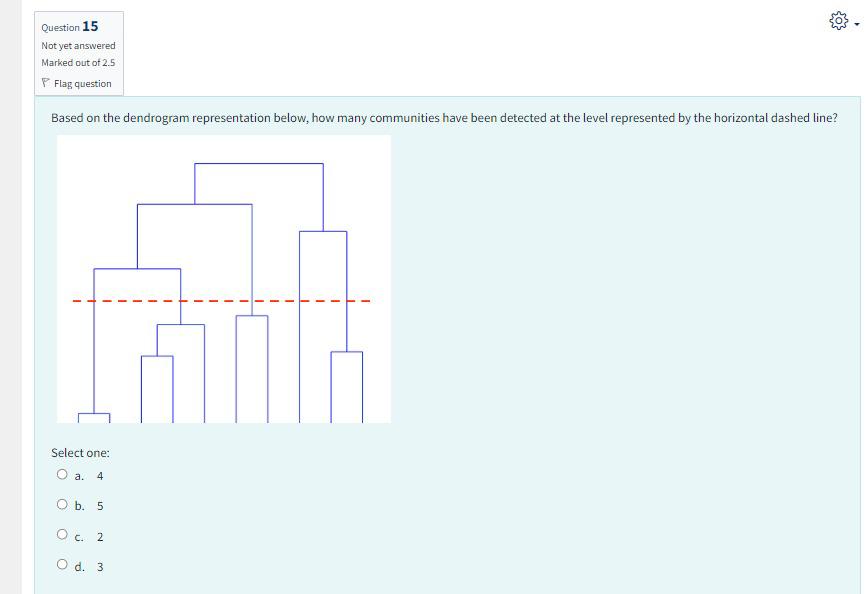 Question 15
Not yet answered
Marked out of 2.5
Flag question
Based on the dendrogram representation below, how many communities have been detected at the level represented by the horizontal dashed line?
Select one:
a. 4
b. 5
c. 2
d. 3